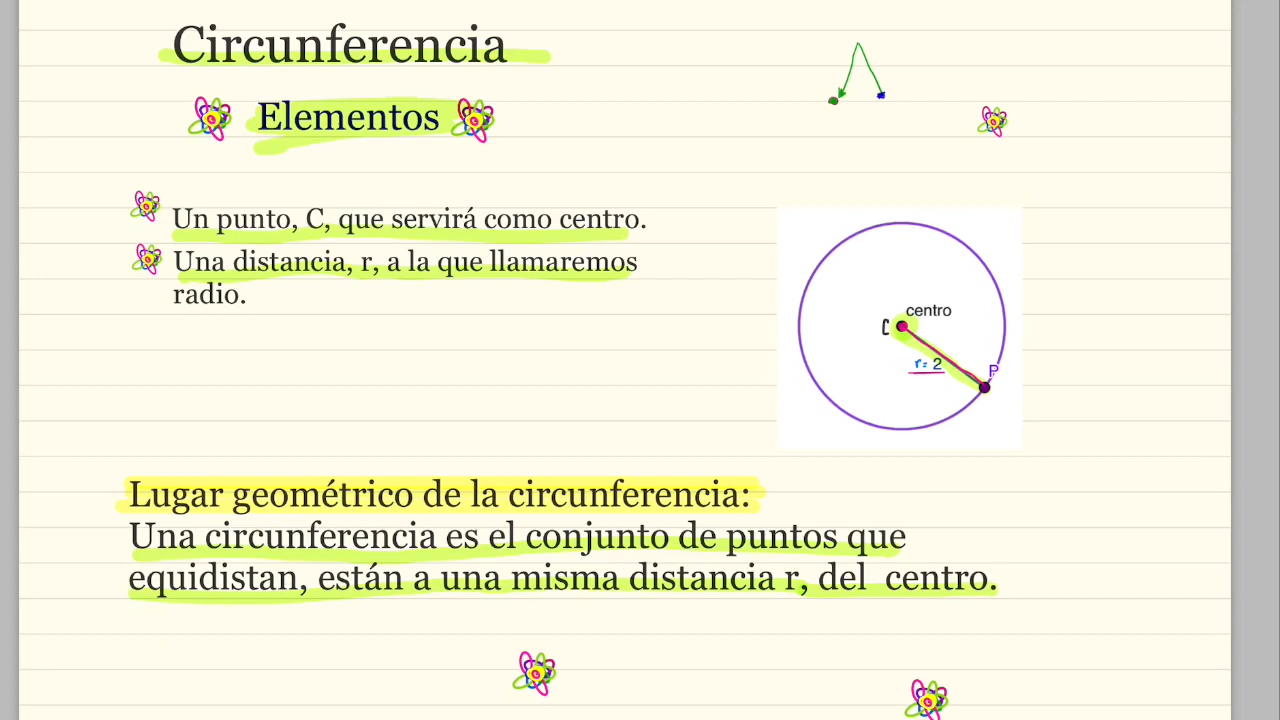 Circunferencia
Elementos
Un punto, C, que servirá como centro.
Una distancia, r, a la que llamaremos
radio.
centro
C
r= 2
P
Lugar geométrico de la circunferencia:
Una circunferencia es el conjunto de puntos que
equidistan, están a una misma distancia r, del centro.